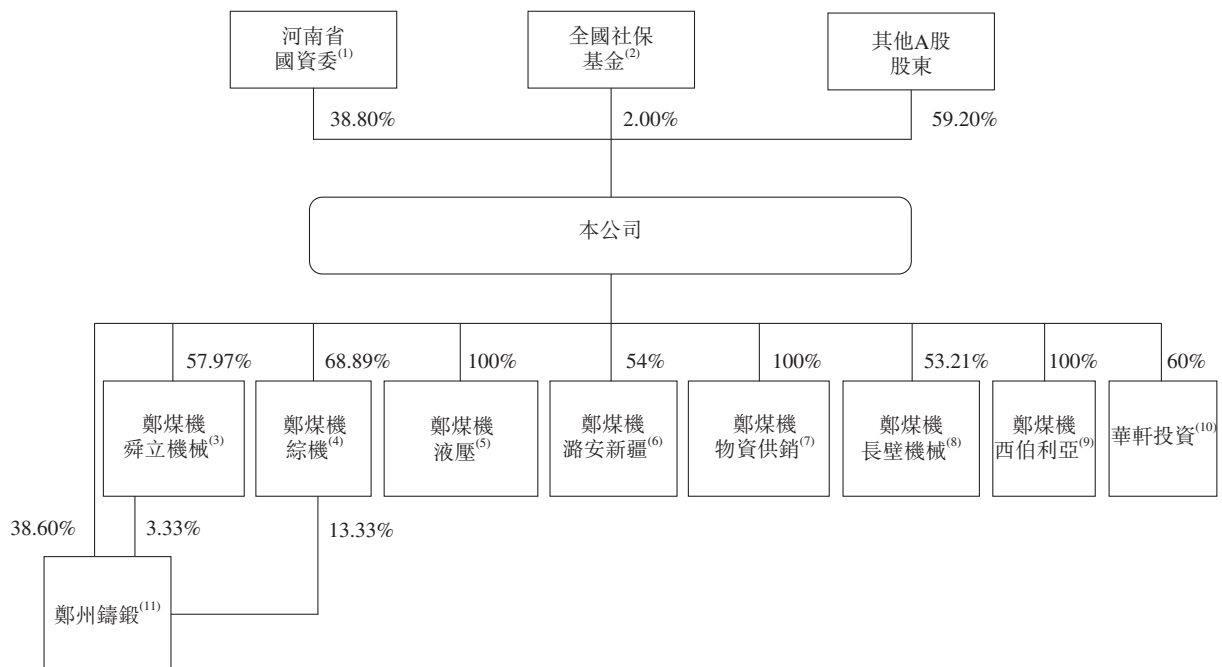 河南省
國資委(1)
全國社保
基金(2)
其他A股
股東
38.80%
2.00%
59.20%
本公司
57.97%
68.89%
100%
54%
100%
53.21%
100%
60%
鄭煤機
舜立機械(3)
鄭煤機
綜機(4)
鄭煤機
液壓(5)
鄭煤機
潞安新疆(6)
鄭煤機
物資供銷(7)
鄭煤機
長壁機械(8)
鄭煤機
西伯利亞(9)
華軒投資(10)
38.60%
3.33%
13.33%
鄭州鑄鍛(11)